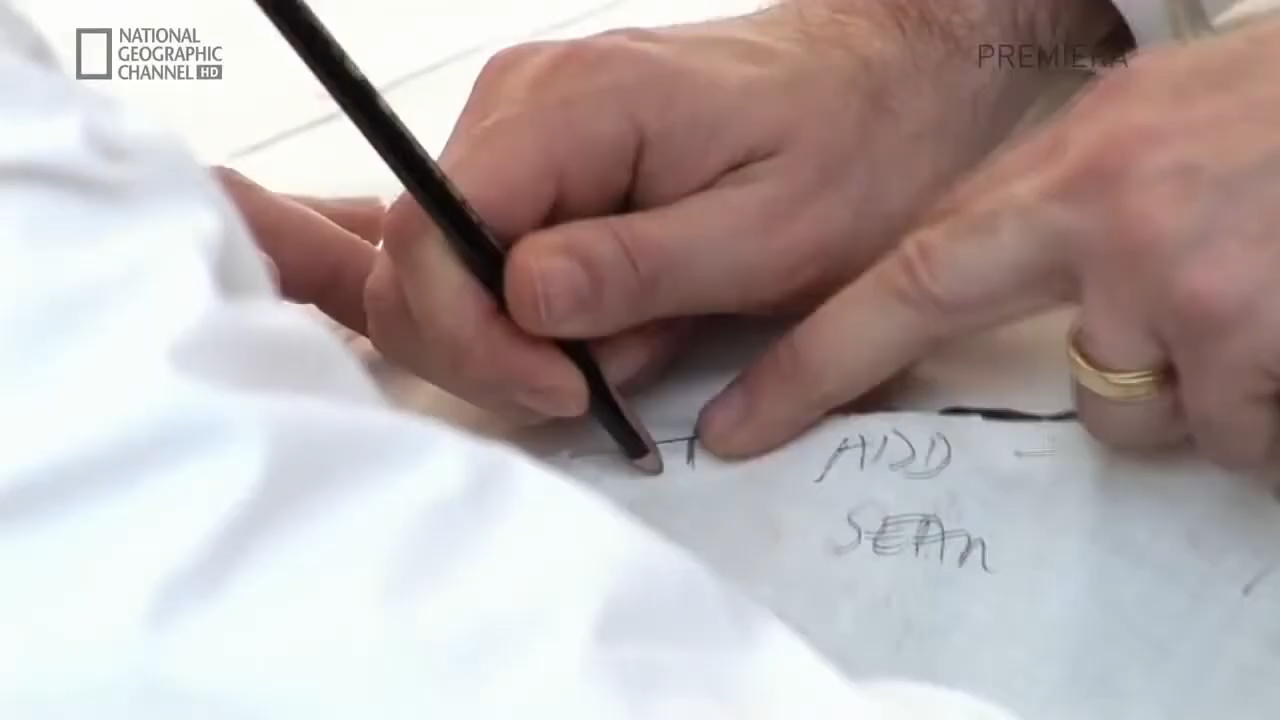 NATIONAL
GEOGRAPHIC
CHANNEL HD
PREMIERA
ADD -
SEAM